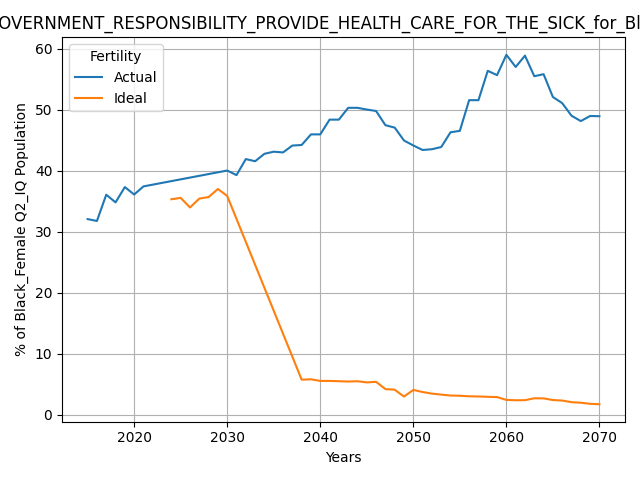 OVERNMENT_RESPONSIBILITY_PROVIDE_HEALTH_CARE_FOR_THE_SICK_for_Bl
Fertility
Actual
Ideal
% of Black_Female Q2_IQ Population
60
50
40
30
20
10
0
2020 2030 2040 2050 2060 2070
Years